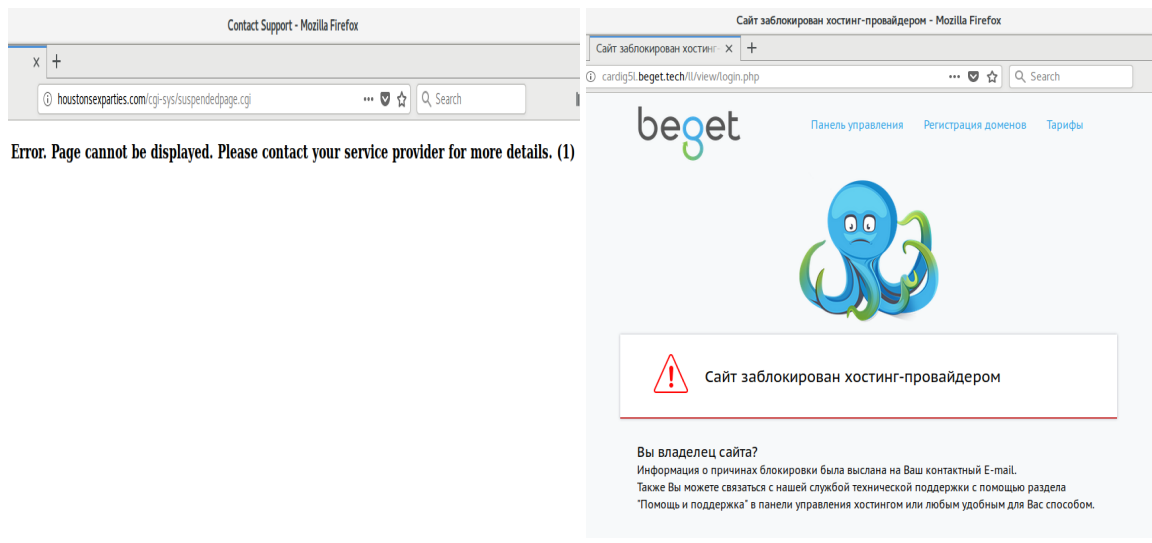 Contact Support - Mozilla Firefox
houstonsexparties.com/cgi-sys/suspendedpage.cgi
Search
Error. Page cannot be displayed. Please contact your service provider for more details. (1)
Сайт заблокирован хостинг-провайдером - Mozilla Firefox
Сайт заблокирован хостинг-
cardig5l.beget.tech/ll/view/login.php
Search
beget
Панель управления Регистрация доменов Тарифы
Сайт заблокирован хостинг-провайдером
Вы владелец сайта?
Информация о причинах блокировки была выслана на Ваш контактный E-mail.
Также Вы можете связаться с нашей службой технической поддержки с помощью раздела
"Помощь и поддержка" в панели управления хостингом или любым удобным для Вас способом.